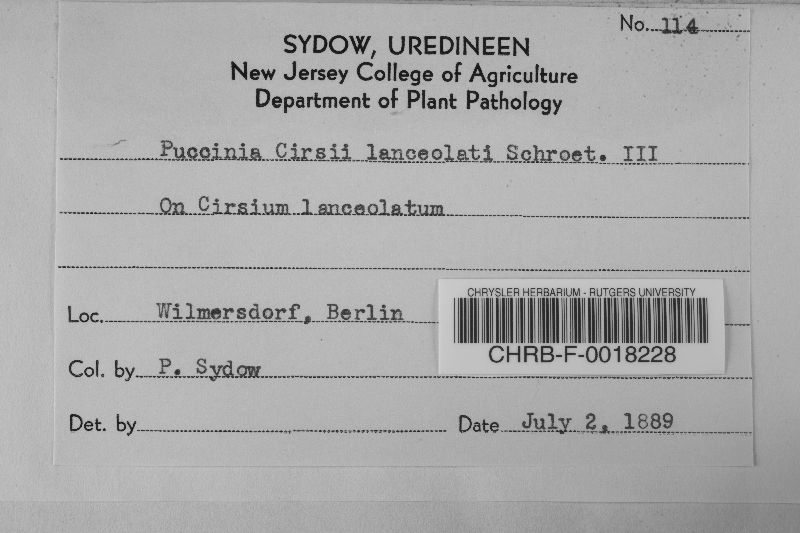 No. 114
SYDOW, UREDINEEN
New Jersey College of Agriculture
Department of Plant Pathology
Puccinia Cirsii lanceolati Schroet. III
On Cirsium lanceolatum
Loc. Wilmersdorf, Berlin
CHRYSLER HERBARIUM - RUTGERS UNIVERSITY
CHRB-F-0018228
Col. by P. Sydow
Det. by
Date July 2, 1889